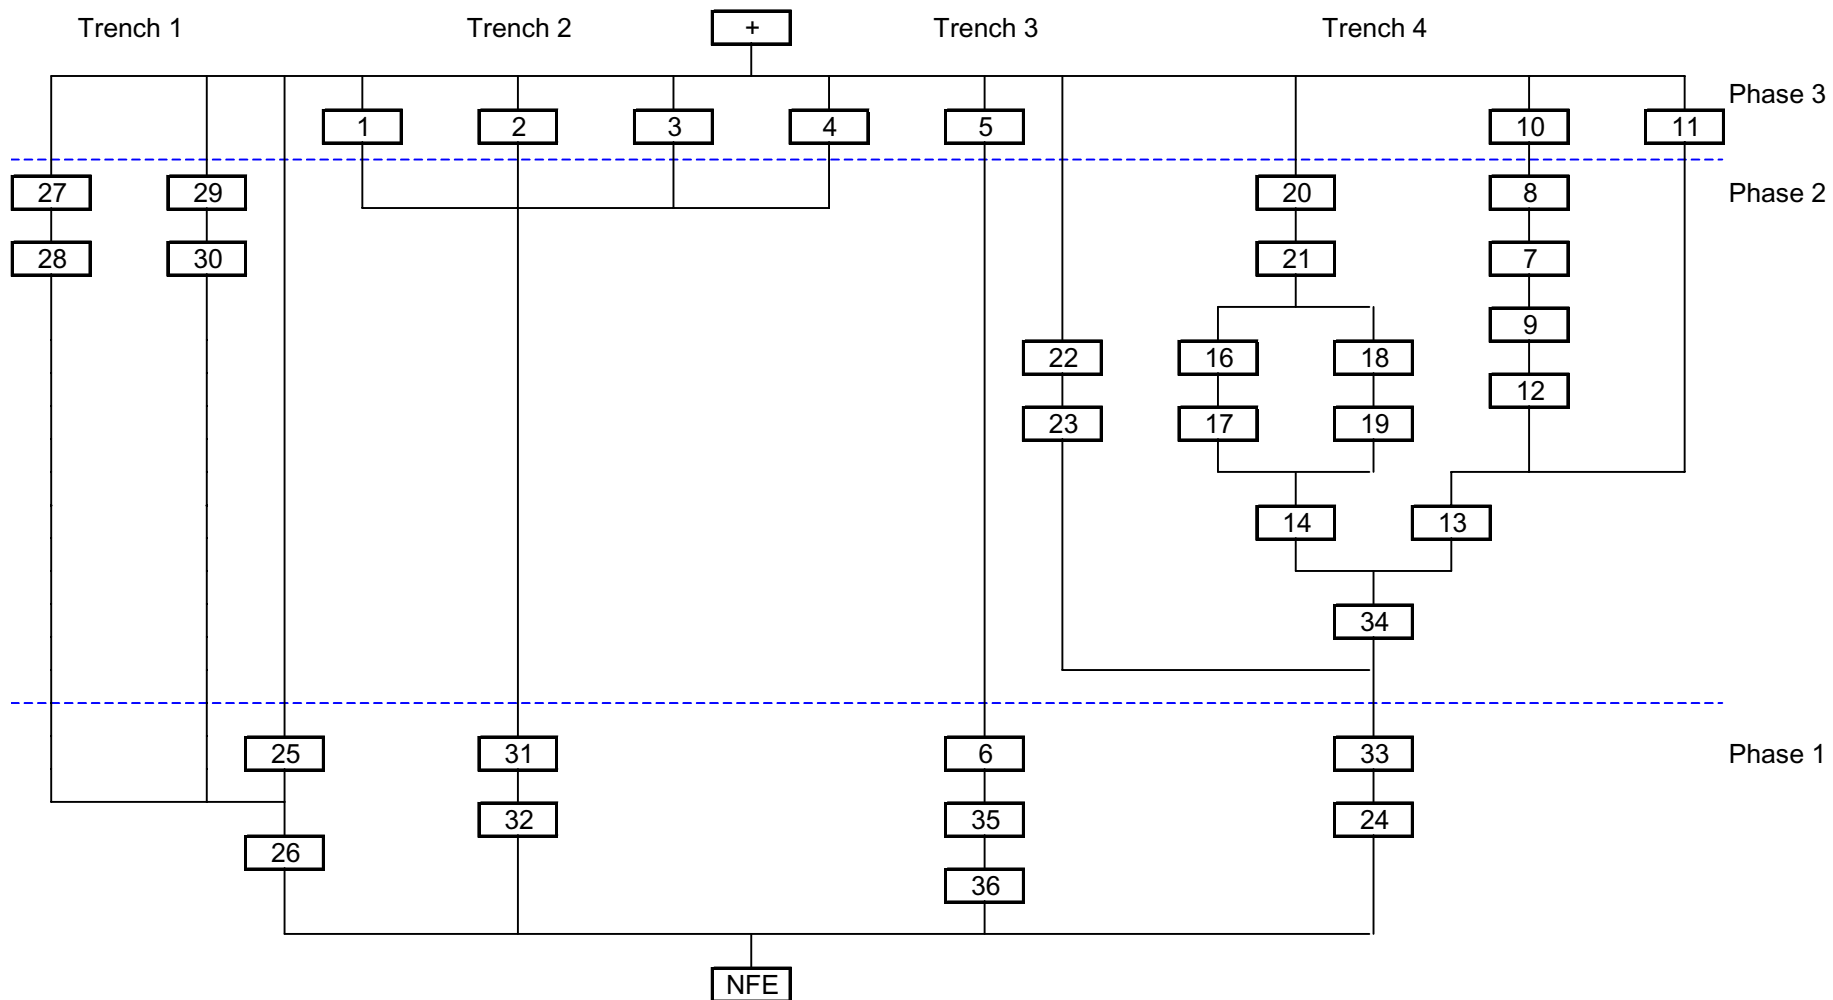 Trench 1 Trench 2 + Trench 3 Trench 4
Phase 3
1 2 3 4 5 10 11
27 29 20 8 Phase 2
28 30 21 7
9
22 16 18
12
23 17 19
14 13
34
25 31 6 33 Phase 1
32 35 24
26
36
NFE